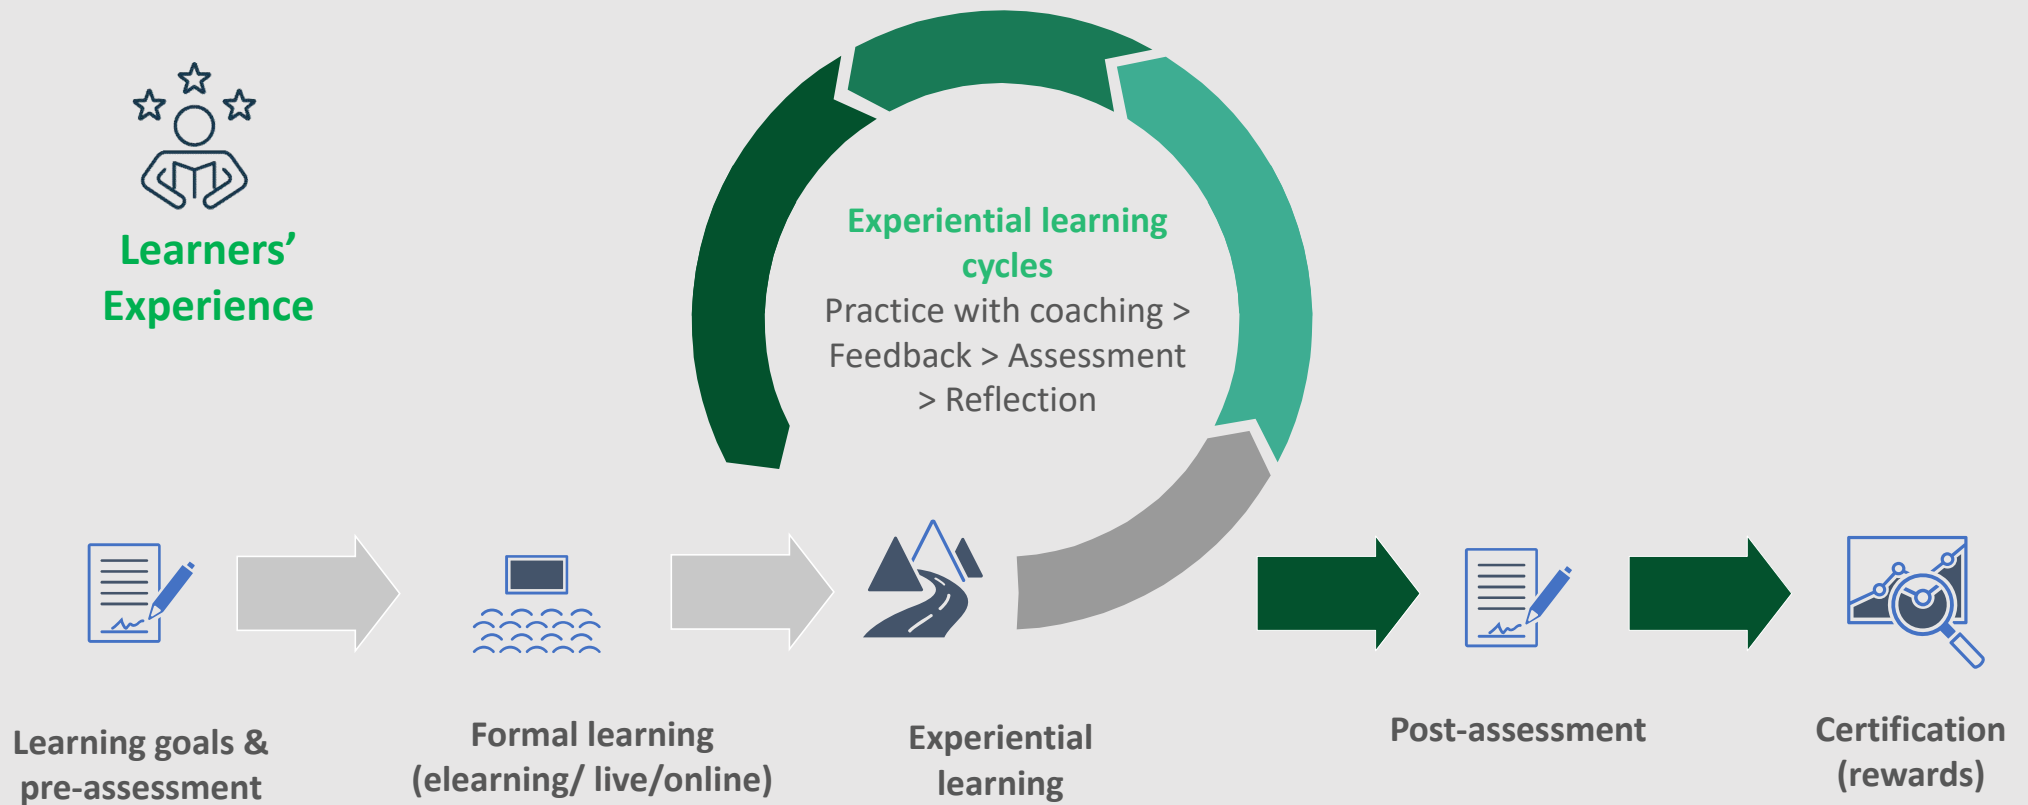 Learners’
Experience
Experiential learning
cycles
Practice with coaching >
Feedback > Assessment
> Reflection
Learning goals &
pre-assessment
Formal learning
(elearning/ live/online)
Experiential
learning
Post-assessment
Certification
(rewards)